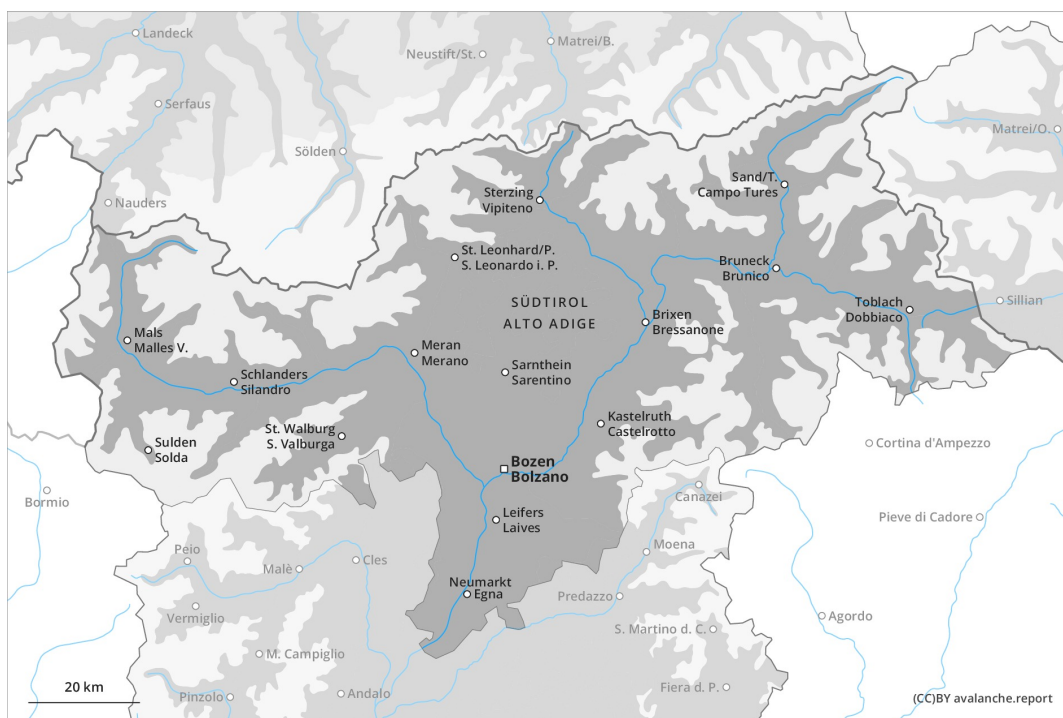 Landeck
Matrei/B.
Neustift/St.
Serfaus
Matrei/O.
Sölden
Sand/T.
Campo Tures
Sterzing
Vipiteno
Nauders
St. Leonhard/P.
S. Leonardo i. P.
Bruneck
Brunico
SÜDTIROL
ALTO ADIGE
Toblach
Dobbiaco
Sillian
Brixen
Bressanone
Mals
Malles V.
Meran
Merano
Sarnthein
Sarentino
Schlanders
Silandro
Kastelruth
Castelrotto
St. Walburg
S. Valburga
Sulden
Solda
Cortina d'Ampezzo
Bozen
Bolzano
Bormio
Canazei
Leifers
Laives
Pieve di Cadore
Peio
Malè
Cles
Moena
Neumarkt
Egna
Predazzo
Vermiglio
Agordo
S. Martino d. C.
M. Campiglio
20 km
Pinzolo
Andalo
Fiera d. P.
(CC)BY avalanche.report